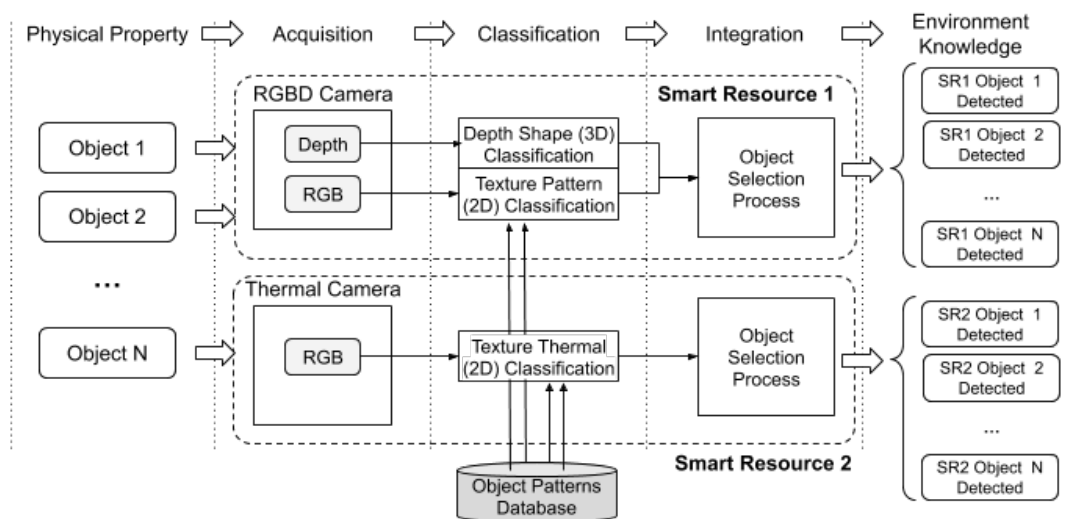 Physical Property
Acquisition
Classification
Integration
Environment
Knowledge
Object 1
Object 2
...
Object N
RGBD Camera
Smart Resource 1
Depth
RGB
Depth Shape (3D)
Classification
Texture Pattern
(2D) Classification
Object
Selection
Process
SR1 Object 1
Detected
SR1 Object 2
Detected
...
SR1 Object N
Detected
Thermal Camera
RGB
Texture Thermal
(2D) Classification
Object
Selection
Process
Smart Resource 2
SR2 Object 1
Detected
SR2 Object 2
Detected
...
SR2 Object N
Detected
Object Patterns
Database